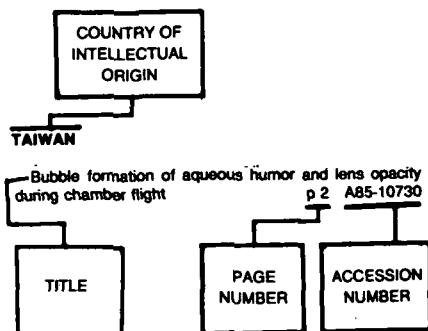 COUNTRY OF
INTELLECTUAL
ORIGIN
TAIWAN
Bubble formation of aqueous humor and lens opacity
during chamber flight p 2 A85-10730
TITLE
PAGE
NUMBER
ACCESSION
NUMBER